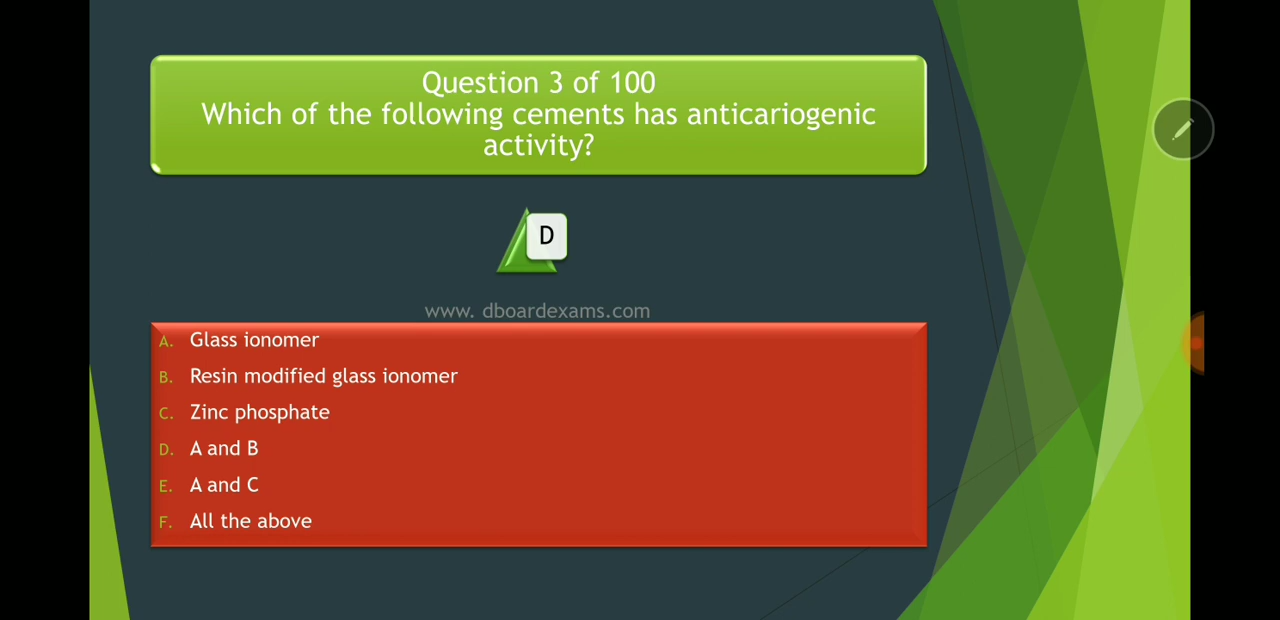 Question 3 of 100
Which of the following cements has anticariogenic
activity?
D
www. dboardexams.com
A. Glass ionomer
B. Resin modified glass ionomer
C. Zinc phosphate
D. A and B
E. A and C
F. All the above